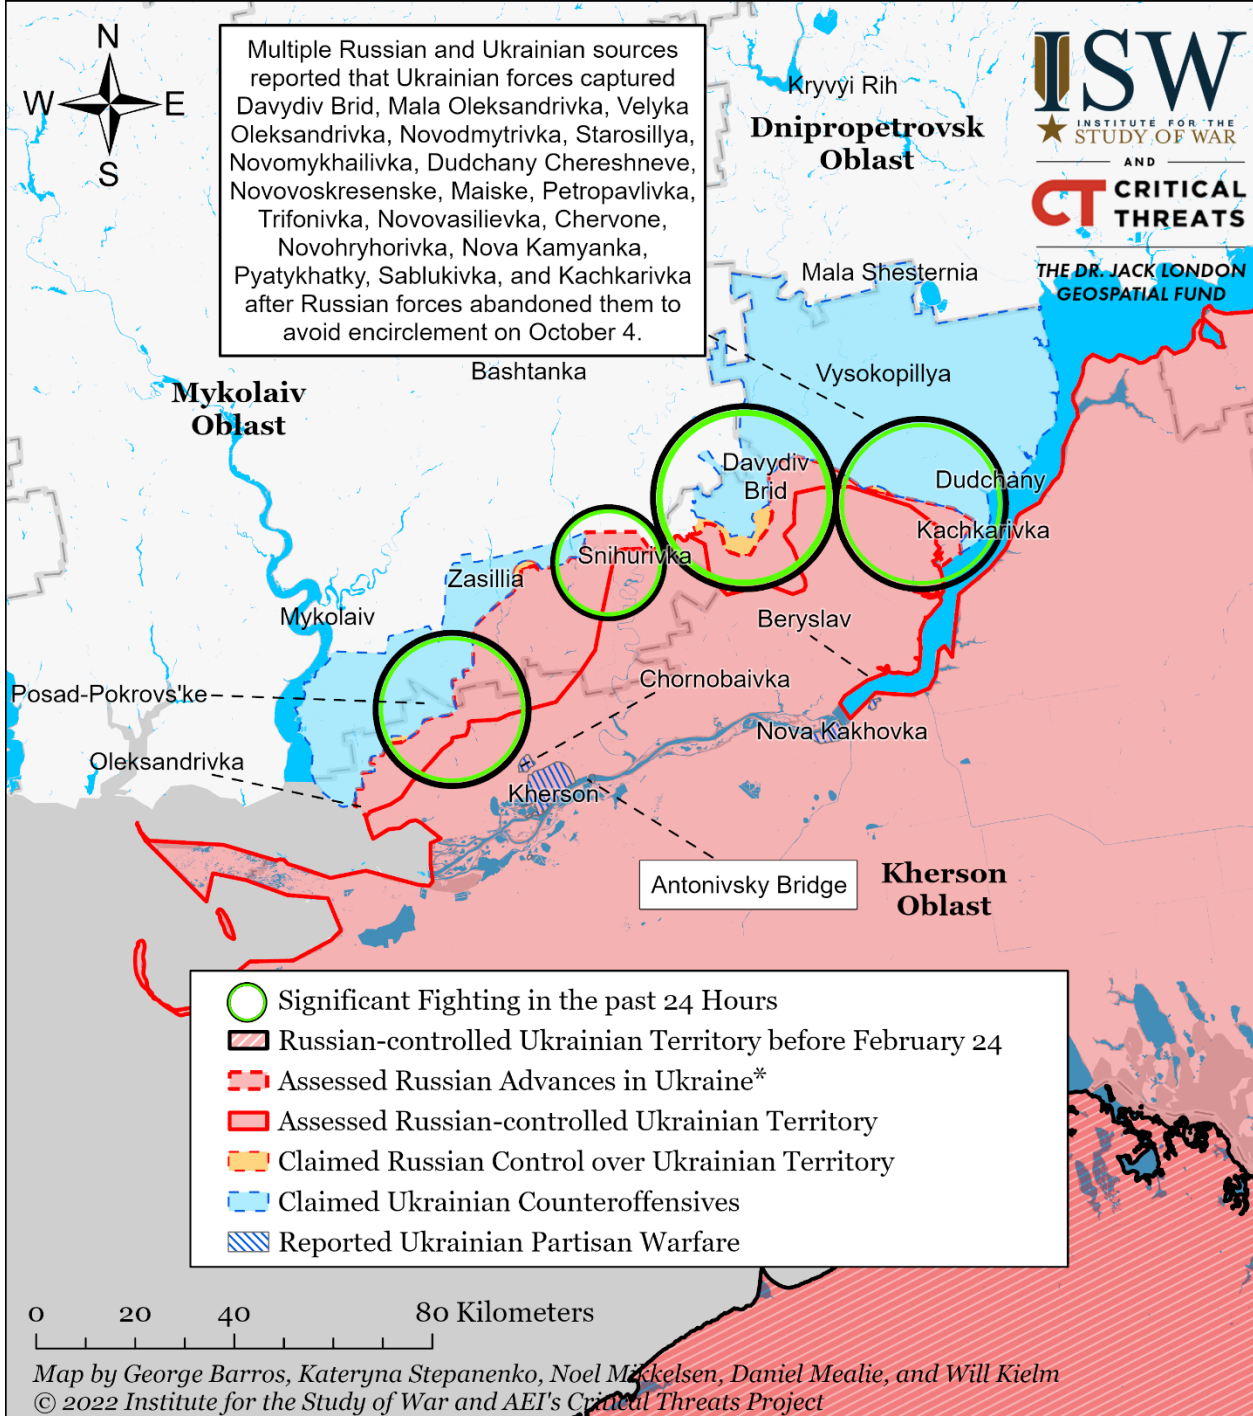 N
W
E
S
Multiple Russian and Ukrainian sources
reported that Ukrainian forces captured
Davydiv Brid, Mala Oleksandrivka, Velyka
Oleksandrivka, Novodmytrivka, Starosillya,
Novomykhailivka, Dudchany Chereshneve,
Novovoskresenske, Maiske, Petropavlivka,
Trifonivka, Novovasilievka, Chervone,
Novohryhorivka, Nova Kamyanka,
Pyatykhatky, Sablukivka, and Kachkarivka
after Russian forces abandoned them to
avoid encirclement on October 4.
ISW
INSTITUTE FOR THE
STUDY OF WAR
AND
CT CRITICAL
THREATS
THE DR. JACK LONDON
GEOSPATIAL FUND
Kryvyi Rih
Dnipropetrovsk
Oblast
Mala Shesternia
Bashtanka
Vysokopillya
Mykolaiv
Oblast
Davydiv
Brid
Dudchany
Kachkarivka
Snihurivka
Zasillia
Mykolaiv
Beryslav
Chornobaivka
Posad-Pokrovs'ke
Nova Kakhovka
Oleksandrivka
Kherson
Antonivsky Bridge
Kherson
Oblast
Significant Fighting in the past 24 Hours
Russian-controlled Ukrainian Territory before February 24
Assessed Russian Advances in Ukraine*
Assessed Russian-controlled Ukrainian Territory
Claimed Russian Control over Ukrainian Territory
Claimed Ukrainian Counteroffensives
Reported Ukrainian Partisan Warfare
0 20 40 80 Kilometers
Map by George Barros, Kateryna Stepanenko, Noel Mikkelsen, Daniel Mealie, and Will Kielm
© 2022 Institute for the Study of War and AEI's Critical Threats Project